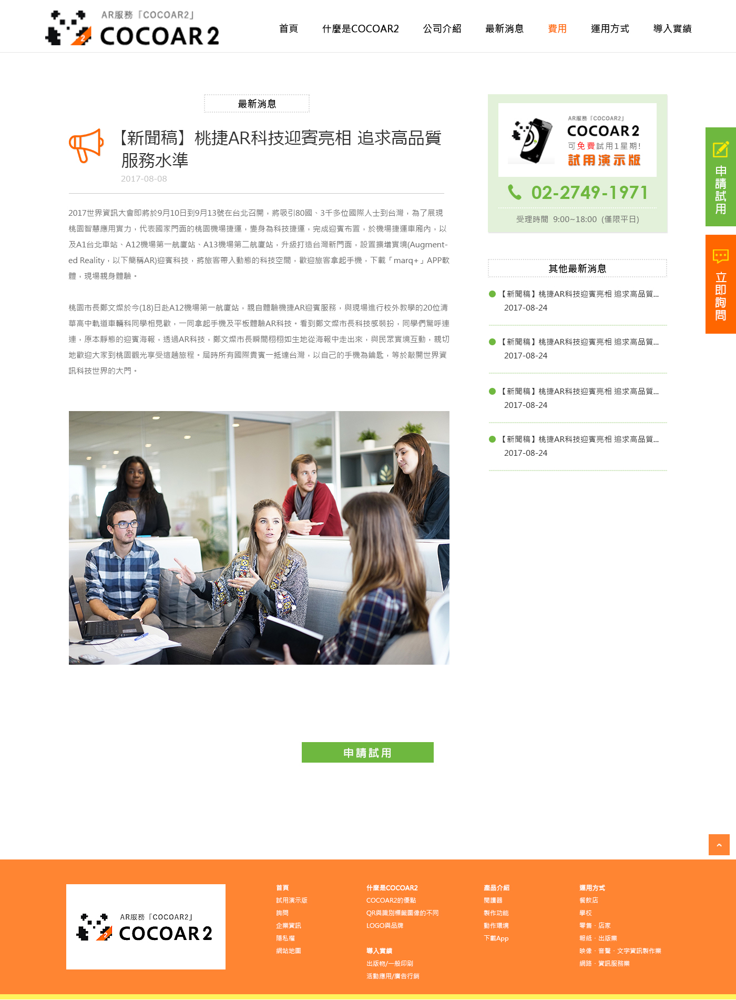 AR服務「COCOAR2」
COCOAR2
首頁 什麼是COCOAR2 公司介紹 最新消息 費用 運用方式 導入實績
最新消息
【新聞稿】桃捷AR科技迎賓亮相 追求高品質
服務水準
2017-08-08
2017世界資訊大會即將於9月10日到9月13號在台北召開，將吸引80國、3千多位國際人士到台灣，為了展現
桃園智慧應用實力，代表國家門面的桃園機場捷運，變身為科技捷運，完成迎賓布置，於機場捷運車廂內，以
及A1台北車站、A12機場第一航廈站、A13機場第二航廈站，升級打造台灣新門面，設置擴增實境(Augment-
ed Reality，以下簡稱AR)迎賓科技，將旅客帶入動態的科技空間，歡迎旅客拿起手機，下載「marq+」APP軟
體，現場親身體驗。
桃園市長鄭文燦於今(18)日赴A12機場第一航廈站，親自體驗機捷AR迎賓服務，與現場進行校外教學的20位清
華高中軌道車輛科同學相見歡，一同拿起手機及平板體驗AR科技。看到鄭文燦市長科技感裝扮，同學們驚呼連
連，原本靜態的迎賓海報，透過AR科技，鄭文燦市長瞬間栩栩如生地從海報中走出來，與民眾實境互動，親切
地歡迎大家到桃園觀光享受這趟旅程。屆時所有國際貴賓一抵達台灣，以自己的手機為鑰匙，等於敲開世界資
訊科技世界的大門。
AR服務「COCOAR2」
COCOAR2
可免費試用1星期!
試用演示版
02-2749-1971
受理時間 9:00~18:00 (僅限平日)
其他最新消息
【新聞稿】桃捷AR科技迎賓亮相 追求高品質...
2017-08-24
【新聞稿】桃捷AR科技迎賓亮相 追求高品質...
2017-08-24
【新聞稿】桃捷AR科技迎賓亮相 追求高品質...
2017-08-24
【新聞稿】桃捷AR科技迎賓亮相 追求高品質...
2017-08-24
申請試用
立即詢問
申請試用
AR服務「COCOAR2」
COCOAR2
首頁
試用演示版
詢問
企業資訊
隱私權
網站地圖
什麼是COCOAR2
COCOAR2的優點
QR與識別標籤圖像的不同
LOGO與品牌
導入實績
出版物/一般印刷
活動應用/廣告行銷
產品介紹
閱讀器
製作功能
動作環境
下載App
運用方式
餐飲店
學校
零售．店家
報紙．出版業
映像．音聲．文字資訊製作業
網路．資訊服務業